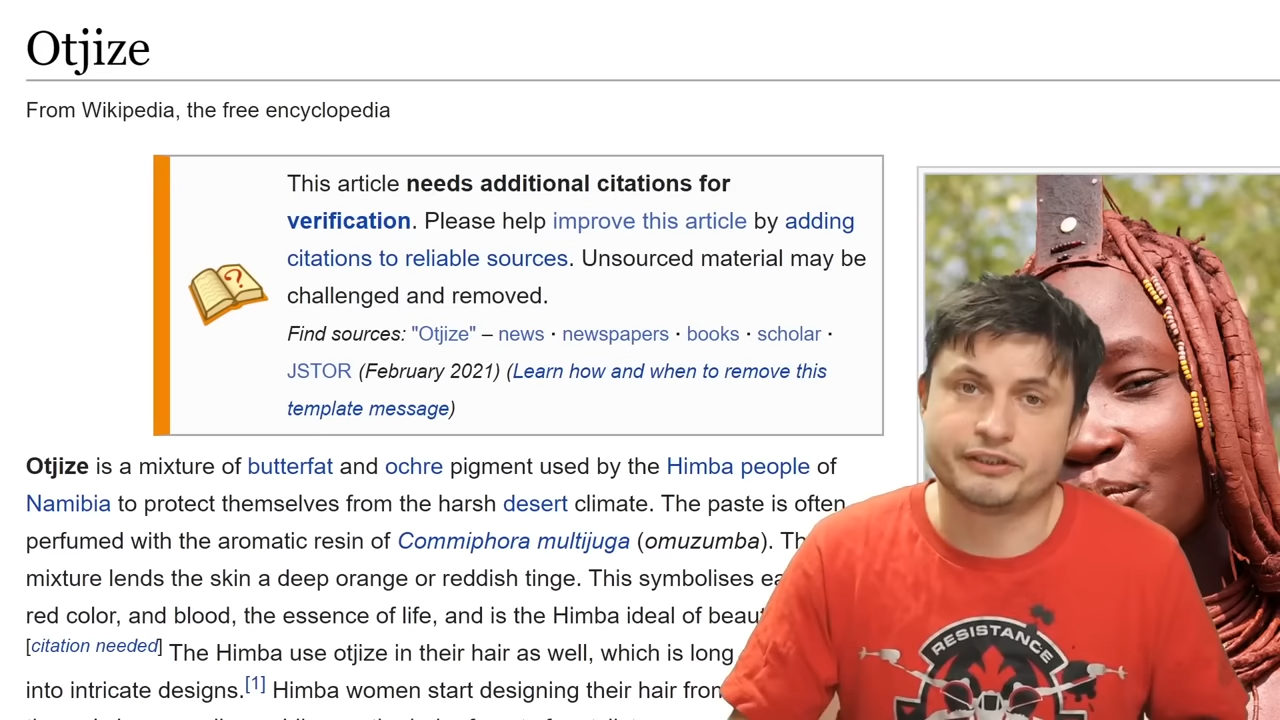 Otjize
From Wikipedia, the free encyclopedia
This article needs additional citations for
verification. Please help improve this article by adding
citations to reliable sources. Unsourced material may be
challenged and removed.
Find sources: "Otjize" – news · newspapers · books · scholar ·
JSTOR (February 2021) (Learn how and when to remove this
template message)
Otjize is a mixture of butterfat and ochre pigment used by the Himba people of
Namibia to protect themselves from the harsh desert climate. The paste is often
perfumed with the aromatic resin of Commiphora multijuga (omuzumba).
mixture lends the skin a deep orange or reddish tinge. This symbolises
red color, and blood, the essence of life, and is the Himba ideal of
[citation needed] The Himba use otjize in their hair as well, which is long
into intricate designs.[1] Himba women start designing their hair from
RESISTANCE